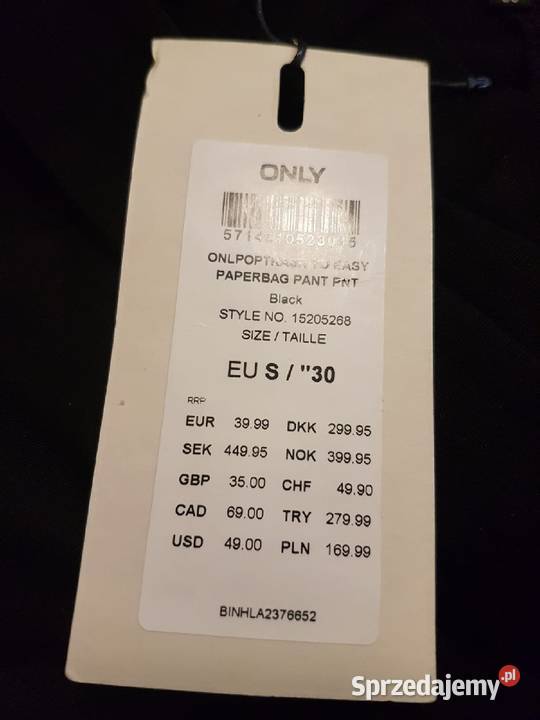 ONLY
PAPERBAG PANT PNT
Black
STYLE NO. 15205268
SIZE / TAILLE
EU S / "30
RRP
EUR 39.99 DKK 299.95
SEK 449.95 NOK 399.95
GBP 35.00 CHF 49.90
CAD 69.00 TRY 279.99
USD 49.00 PLN 169.99
BINHLA2376652
Sprzedajemy.pl